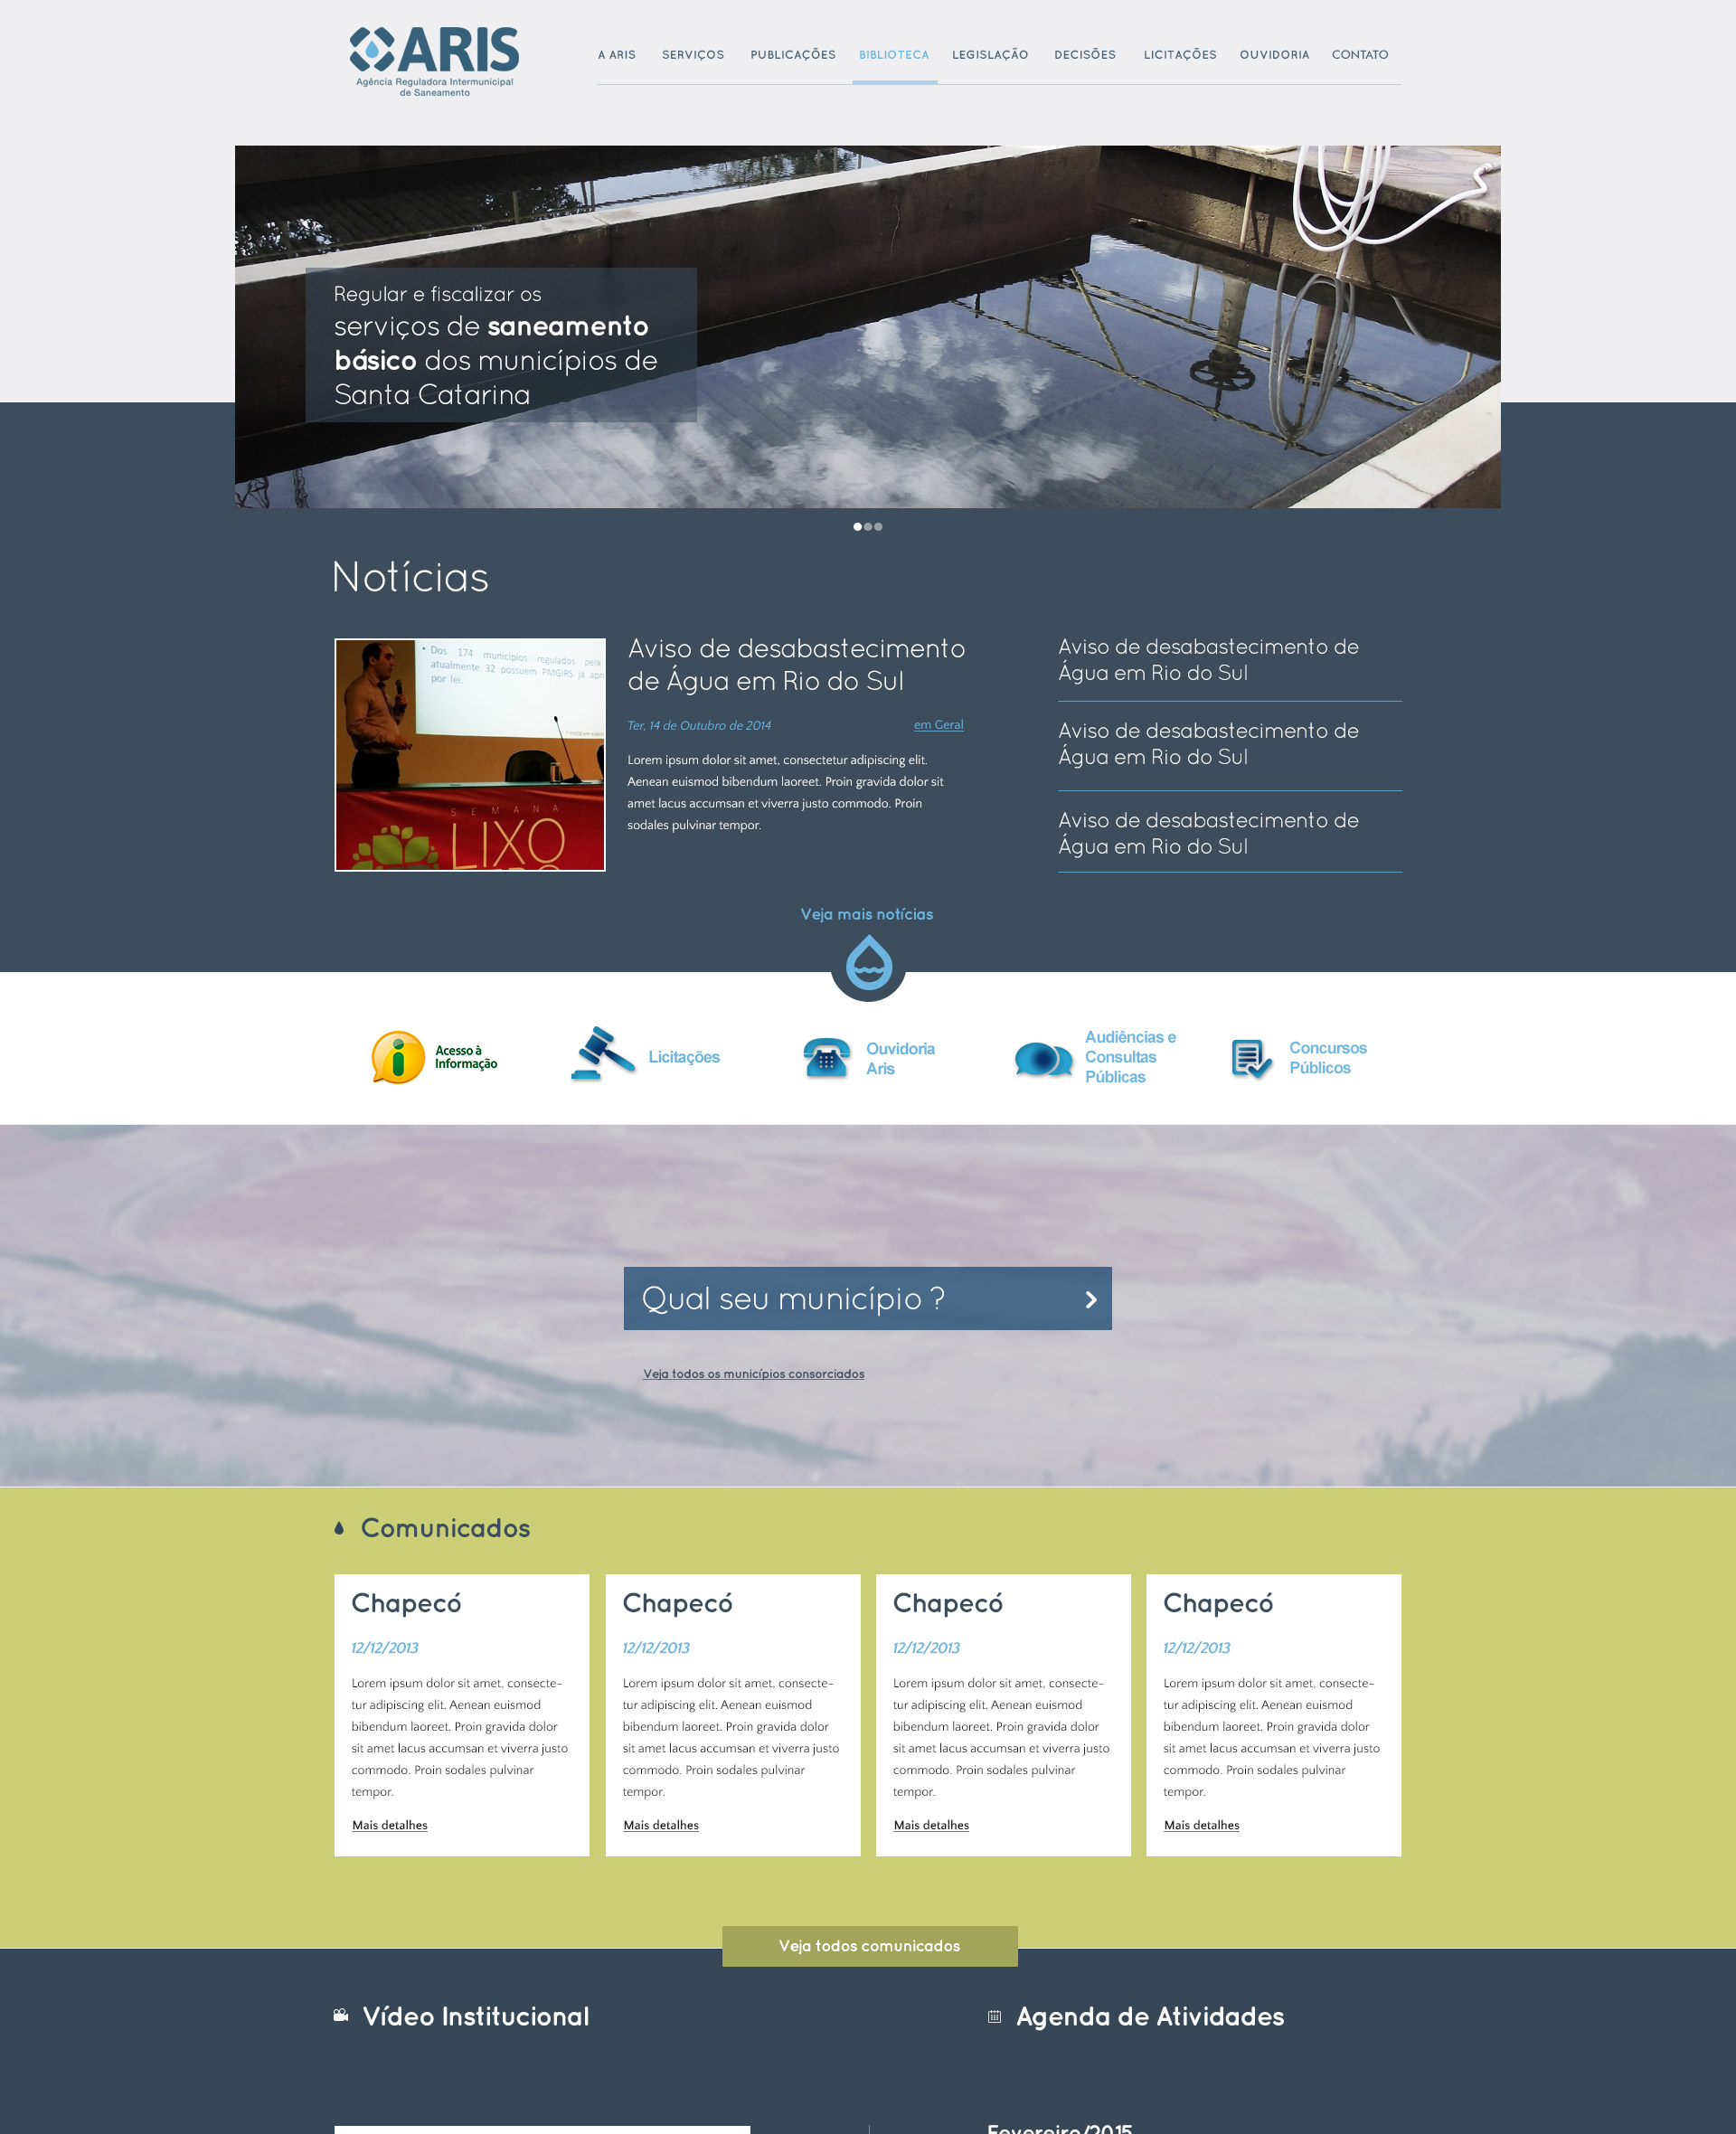 ARIS
Agência Reguladora Intermunicipal
de Saneamento
A ARIS SERVIÇOS PUBLICAÇÕES BIBLIOTECA LEGISLAÇÃO DECISÕES LICITAÇÕES OUVIDORIA CONTATO
Regular e fiscalizar os
serviços de saneamento
básico dos municípios de
Santa Catarina
Notícias
• Dos 174 municípios regulados pela
atualmente 32 possuem PMGIRS já
por lei.
SEMANA
LIXO
Aviso de desabastecimento
de Água em Rio do Sul
Ter, 14 de Outubro de 2014 em Geral
Lorem ipsum dolor sit amet, consectetur adipiscing elit.
Aenean euismod bibendum laoreet. Proin gravida dolor sit
amet lacus accumsan et viverra justo commodo. Proin
sodales pulvinar tempor.
Aviso de desabastecimento de
Água em Rio do Sul
Aviso de desabastecimento de
Água em Rio do Sul
Aviso de desabastecimento de
Água em Rio do Sul
Veja mais notícias
Acesso à
Informação
Licitações
Ouvidoria
Aris
Audiências e
Consultas
Públicas
Concursos
Públicos
Qual seu município ?
Veja todos os municípios consorciados
Comunicados
Chapecó
12/12/2013
Lorem ipsum dolor sit amet, consecte-
tur adipiscing elit. Aenean euismod
bibendum laoreet. Proin gravida dolor
sit amet lacus accumsan et viverra justo
commodo. Proin sodales pulvinar
tempor.
Mais detalhes
Chapecó
12/12/2013
Lorem ipsum dolor sit amet, consecte-
tur adipiscing elit. Aenean euismod
bibendum laoreet. Proin gravida dolor
sit amet lacus accumsan et viverra justo
commodo. Proin sodales pulvinar
tempor.
Mais detalhes
Chapecó
12/12/2013
Lorem ipsum dolor sit amet, consecte-
tur adipiscing elit. Aenean euismod
bibendum laoreet. Proin gravida dolor
sit amet lacus accumsan et viverra justo
commodo. Proin sodales pulvinar
tempor.
Mais detalhes
Chapecó
12/12/2013
Lorem ipsum dolor sit amet, consecte-
tur adipiscing elit. Aenean euismod
bibendum laoreet. Proin gravida dolor
sit amet lacus accumsan et viverra justo
commodo. Proin sodales pulvinar
tempor.
Mais detalhes
Veja todos comunicados
Vídeo Institucional
Agenda de Atividades
Fevereiro/2015